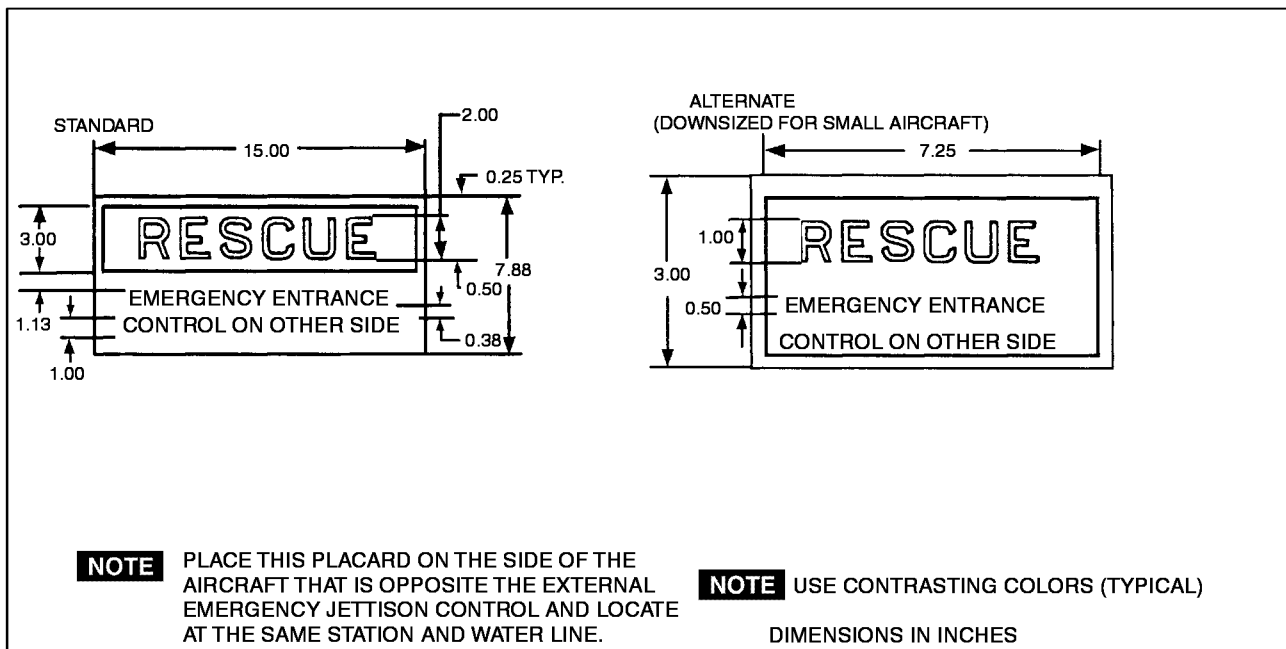 STANDARD
15.00
2.00
0.25 TYP.
3.00
RESCUE
7.88
0.50
1.13
EMERGENCY ENTRANCE
CONTROL ON OTHER SIDE
0.38
1.00
ALTERNATE
(DOWNSIZED FOR SMALL AIRCRAFT)
7.25
1.00
RESCUE
3.00
0.50
EMERGENCY ENTRANCE
CONTROL ON OTHER SIDE
NOTE PLACE THIS PLACARD ON THE SIDE OF THE
AIRCRAFT THAT IS OPPOSITE THE EXTERNAL
EMERGENCY JETTISON CONTROL AND LOCATE
AT THE SAME STATION AND WATER LINE.
NOTE USE CONTRASTING COLORS (TYPICAL)
DIMENSIONS IN INCHES